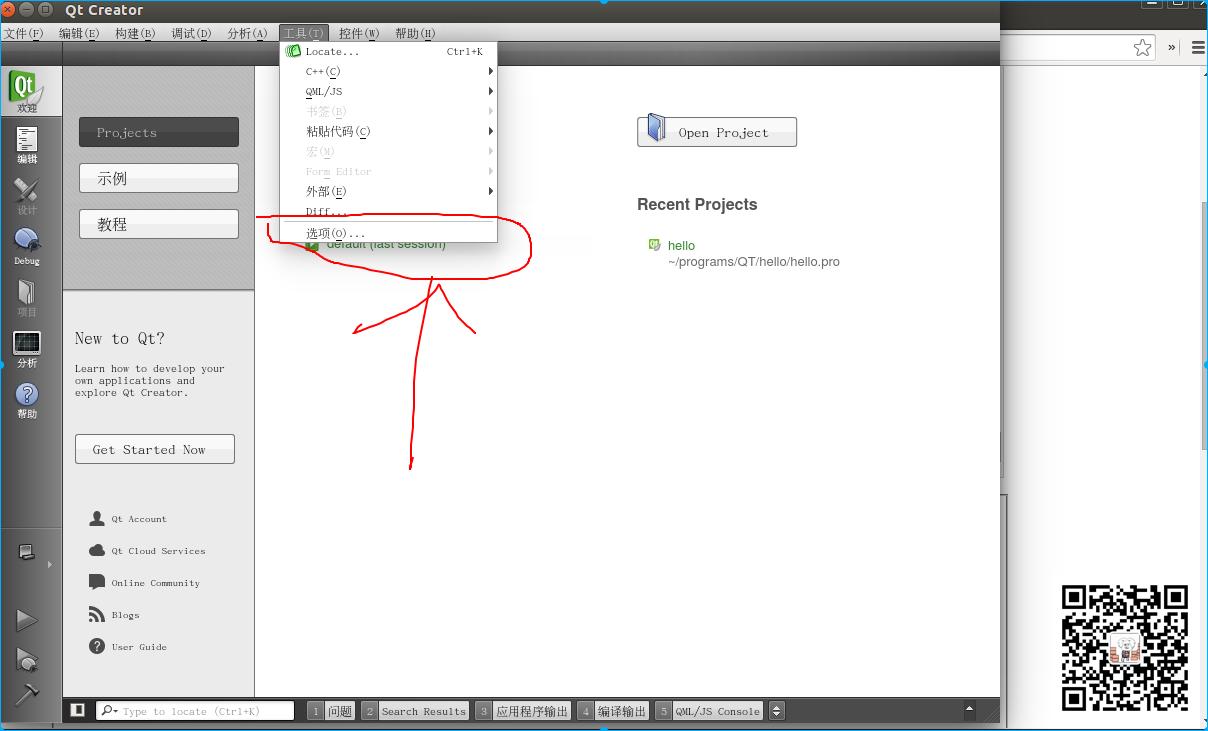 Qt Creator
文件(F) 编辑(E) 构建(B) 调试(D) 分析(A) 工具(T) 控件(W) 帮助(H)
Locate... Ctrl+K
C++(C)
QML/JS
书签(B)
粘贴代码(C)
宏(M)
Form Editor
外部(E)
Diff...
选项(O)...
default (last session)
Qt
欢迎
编辑
设计
Debug
项目
分析
帮助
Projects
示例
教程
New to Qt?
Learn how to develop your
own applications and
explore Qt Creator.
Get Started Now
Qt Account
Qt Cloud Services
Online Community
Blogs
User Guide
Open Project
Recent Projects
hello
~/programs/QT/hello/hello.pro
»
Type to locate (Ctrl+K)
1 问题 2 Search Results 3 应用程序输出 4 编译输出 5 QML/JS Console